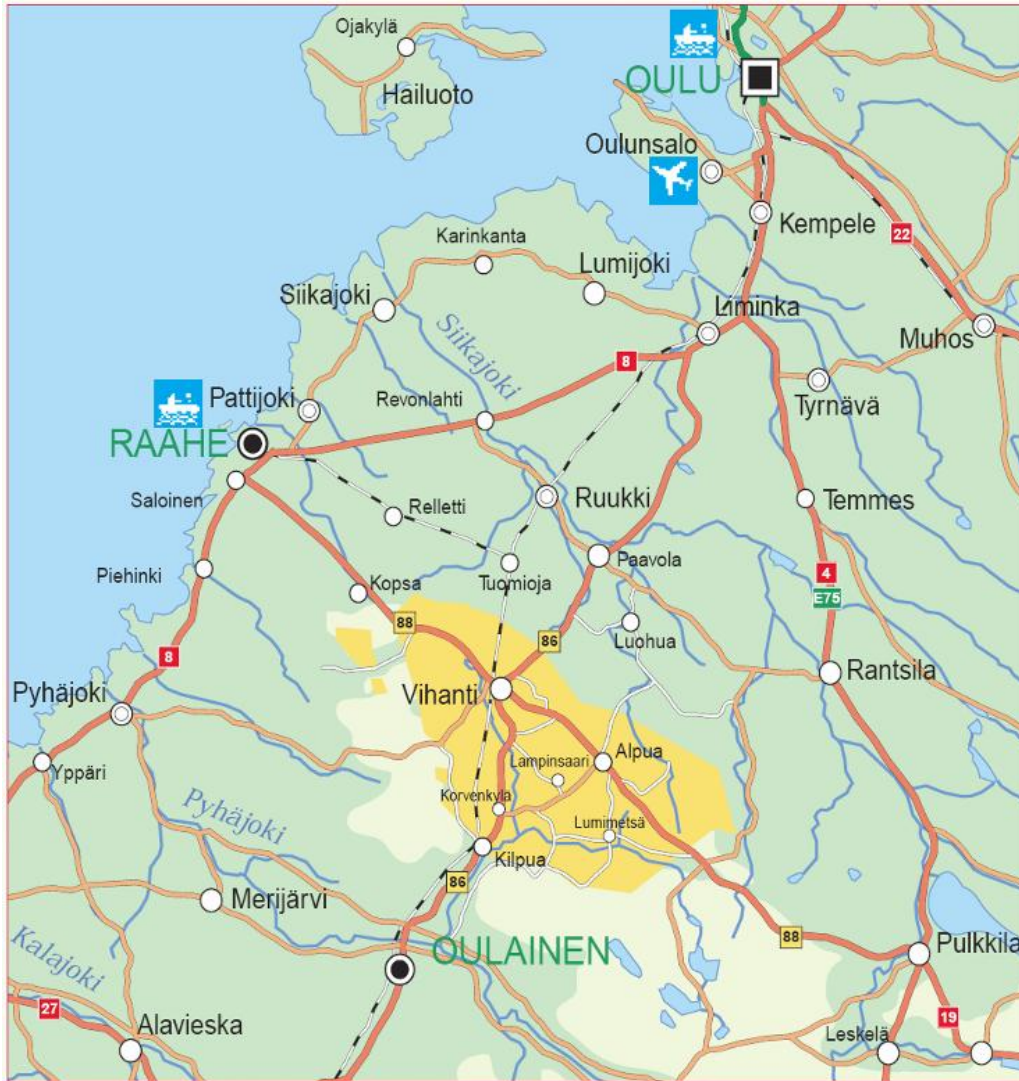 Ojakylä
Hailuoto
OULU
Oulunsalo
Kempele
22
Karinkanta
Lumijoki
Siikajoki
Siikajoki
Liminka
Muhos
8
Pattijoki
Revonlahti
Tyrnävä
RAAHE
Saloinen
Relletti
Ruukki
Temmes
Piehinki
Kopsa
Tuomioja
Paavola
4
E75
88
86
Luohua
8
Rantsila
Vihanti
Pyhäjoki
Yppäri
Lampinsaari
Alpua
Pyhäjoki
Korvenkylä
Lumimetsä
Kilpua
86
Merijärvi
Kalajoki
OULAINEN
88
Pulkkila
27
Alavieska
19
Leskelä